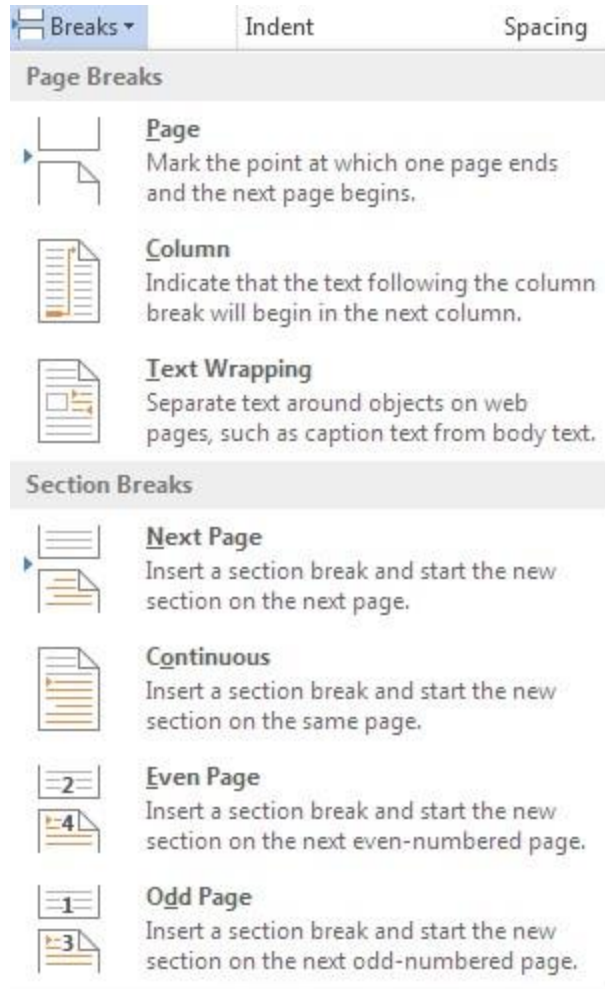 Breaks Indent Spacing
Page Breaks
Page
Mark the point at which one page ends
and the next page begins.
Column
Indicate that the text following the column
break will begin in the next column.
Text Wrapping
Separate text around objects on web
pages, such as caption text from body text.
Section Breaks
Next Page
Insert a section break and start the new
section on the next page.
Continuous
Insert a section break and start the new
section on the same page.
2
4
Even Page
Insert a section break and start the new
section on the next even-numbered page.
1
3
Odd Page
Insert a section break and start the new
section on the next odd-numbered page.